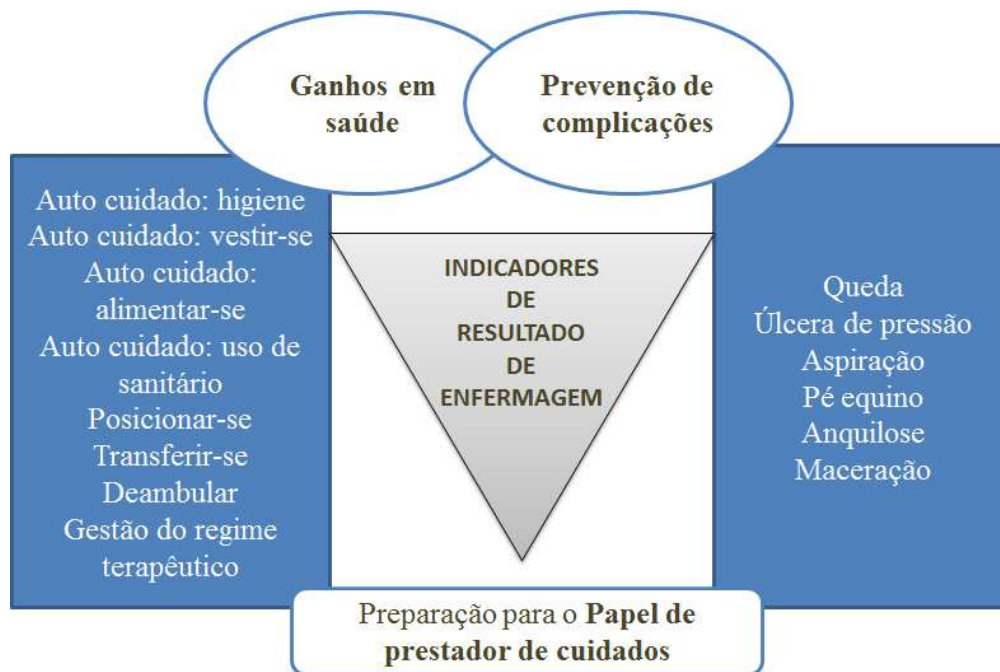 Ganhos em
saúde
Prevenção de
complicações
Auto cuidado: higiene
Auto cuidado: vestir-se
Auto cuidado:
alimentar-se
Auto cuidado: uso de
sanitário
Posicionar-se
Transferir-se
Deambular
Gestão do regime
terapêutico
INDICADORES
DE
RESULTADO
DE
ENFERMAGEM
Queda
Úlcera de pressão
Aspiração
Pé equino
Anquilose
Maceração
Preparação para o Papel de
prestador de cuidados